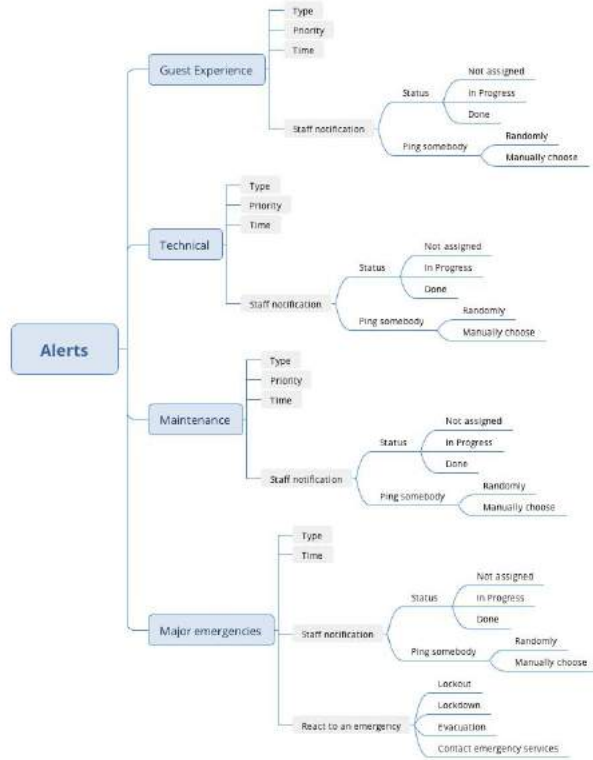 Alerts
Guest Experience
Type
Priority
Time
Staff notification
Status
Not assigned
In Progress
Done
Ping somebody
Randomly
Manually choose
Technical
Type
Priority
Time
Staff notification
Status
Not assigned
In Progress
Done
Ping somebody
Randomly
Manually choose
Maintenance
Type
Priority
Time
Staff notification
Status
Not assigned
In Progress
Done
Ping somebody
Randomly
Manually choose
Major emergencies
Type
Time
Staff notification
Status
Not assigned
In Progress
Done
Ping somebody
Randomly
Manually choose
React to an emergency
Lockout
Lockdown
Evacuation
Contact emergency services